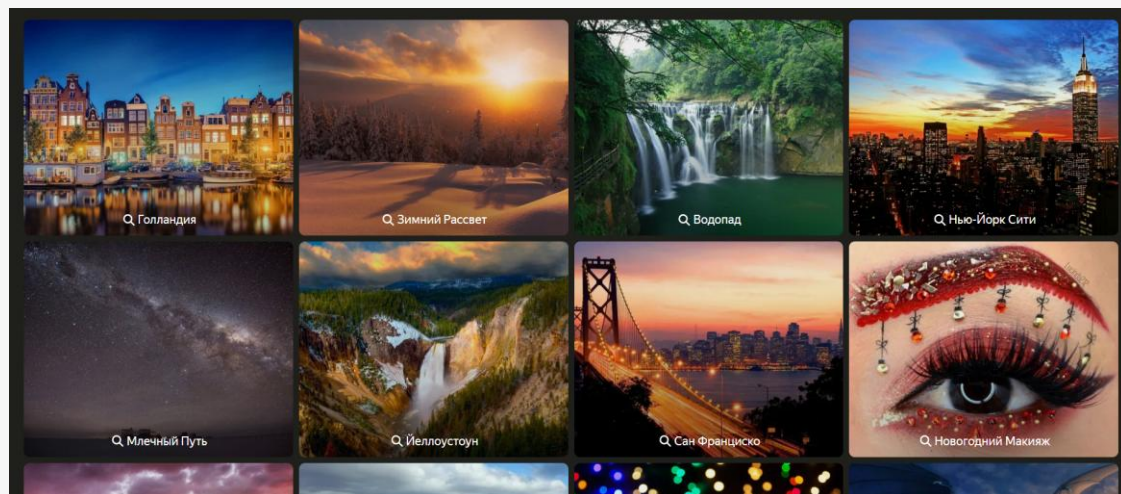 Голландия
Зимний Рассвет
Водопад
Нью-Йорк Сити
Млечный Путь
Йеллоустоун
Сан Франциско
Новогодний Макияж